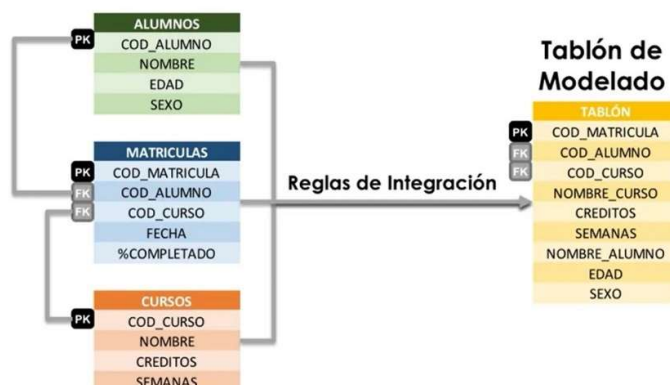 ALUMNOS
PK
COD_ALUMNO
NOMBRE
EDAD
SEXO
MATRICULAS
PK
COD_MATRICULA
FK
COD_ALUMNO
FK
COD_CURSO
FECHA
%COMPLETADO
CURSOS
PK
COD_CURSO
NOMBRE
CREDITOS
SEMANAS
Reglas de Integración
Tablón de
Modelado
TABLÓN
PK
COD_MATRICULA
FK
COD_ALUMNO
FK
COD_CURSO
NOMBRE_CURSO
CREDITOS
SEMANAS
NOMBRE_ALUMNO
EDAD
SEXO